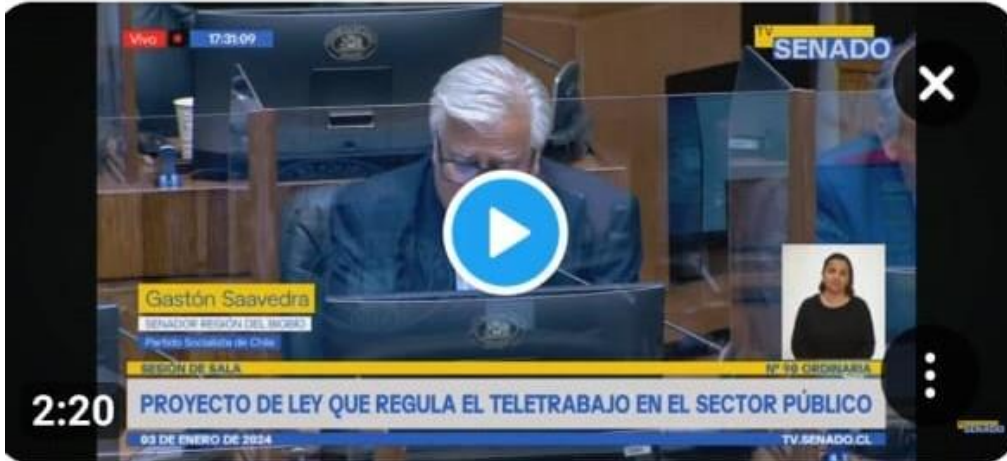 Vivo 17:31:09
TV
SENADO
Gastón Saavedra
SENADOR REGIÓN DEL BIOBÍO
Partido Socialista de Chile
SESIÓN DE SALA
Nº 90 ORDINARIA
2:20
PROYECTO DE LEY QUE REGULA EL TELETRABAJO EN EL SECTOR PÚBLICO
03 DE ENERO DE 2024
TV.SENADO.CL
SENADO